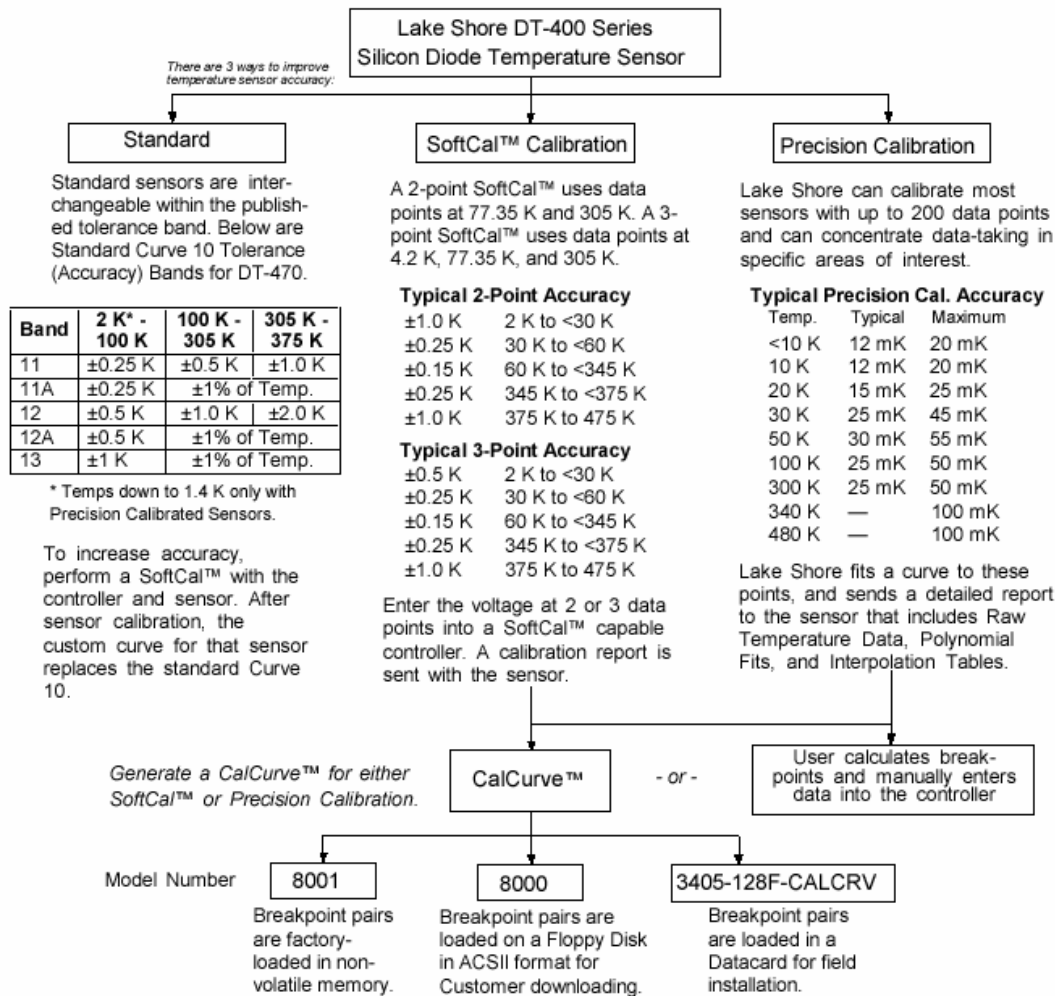 Lake Shore DT-400 Series
Silicon Diode Temperature Sensor
There are 3 ways to improve
temperature sensor accuracy:
Standard
Standard sensors are inter-
changeable within the publish-
ed tolerance band. Below are
Standard Curve 10 Tolerance
(Accuracy) Bands for DT-470.
Band 2 K* - 100 K 100 K - 305 K 305 K - 375 K
11 ±0.25 K ±0.5 K ±1.0 K
11A ±0.25 K ±1% of Temp.
12 ±0.5 K ±1.0 K ±2.0 K
12A ±0.5 K ±1% of Temp.
13 ±1 K ±1% of Temp.
* Temps down to 1.4 K only with
Precision Calibrated Sensors.
To increase accuracy,
perform a SoftCal™ with the
controller and sensor. After
sensor calibration, the
custom curve for that sensor
replaces the standard Curve
10.
SoftCal™ Calibration
A 2-point SoftCal™ uses data
points at 77.35 K and 305 K. A 3-
point SoftCal™ uses data points at
4.2 K, 77.35 K, and 305 K.
Typical 2-Point Accuracy
±1.0 K 2 K to <30 K
±0.25 K 30 K to <60 K
±0.15 K 60 K to <345 K
±0.25 K 345 K to <375 K
±1.0 K 375 K to 475 K
Typical 3-Point Accuracy
±0.5 K 2 K to <30 K
±0.25 K 30 K to <60 K
±0.15 K 60 K to <345 K
±0.25 K 345 K to <375 K
±1.0 K 375 K to 475 K
Enter the voltage at 2 or 3 data
points into a SoftCal™ capable
controller. A calibration report is
sent with the sensor.
Precision Calibration
Lake Shore can calibrate most
sensors with up to 200 data points
and can concentrate data-taking in
specific areas of interest.
Typical Precision Cal. Accuracy
Temp. Typical Maximum
<10 K 12 mK 20 mK
10 K 12 mK 20 mK
20 K 15 mK 25 mK
30 K 25 mK 45 mK
50 K 30 mK 55 mK
100 K 25 mK 50 mK
300 K 25 mK 50 mK
340 K — 100 mK
480 K — 100 mK
Lake Shore fits a curve to these
points, and sends a detailed report
to the sensor that includes Raw
Temperature Data, Polynomial
Fits, and Interpolation Tables.
Generate a CalCurve™ for either
SoftCal™ or Precision Calibration.
CalCurve™
- or -
User calculates break-
points and manually enters
data into the controller
Model Number
8001
Breakpoint pairs
are factory-
loaded in non-
volatile memory.
8000
Breakpoint pairs are
loaded on a Floppy Disk
in ACSII format for
Customer downloading.
3405-128F-CALCRV
Breakpoint pairs
are loaded in a
Datacard for field
installation.